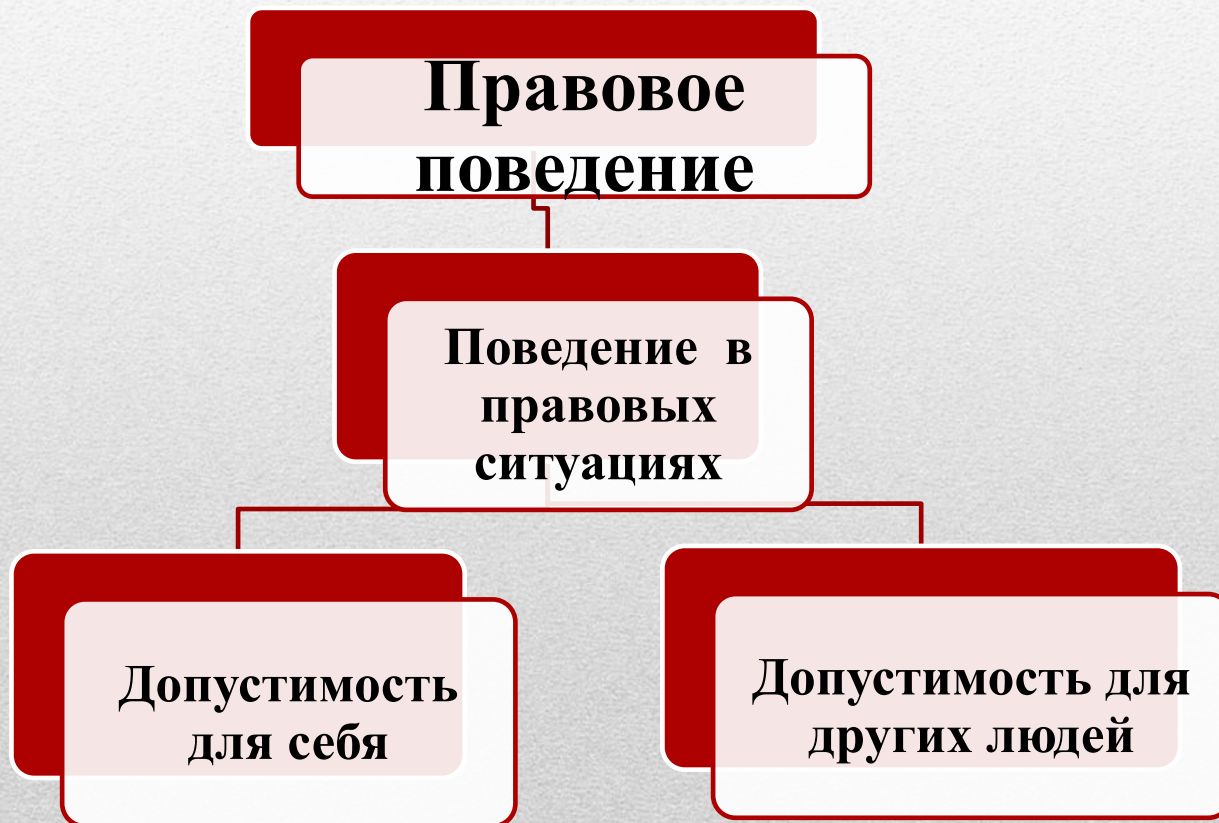 Правовое
поведение
Поведение в
правовых
ситуациях
Допустимость
для себя
Допустимость для
других людей